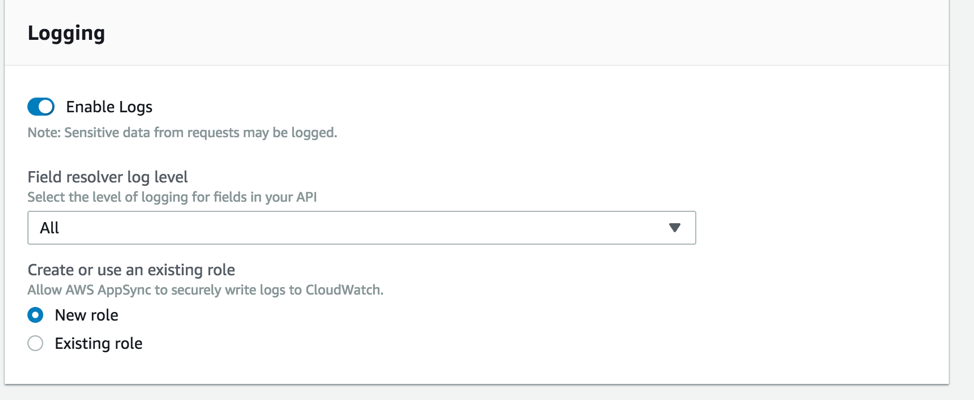 Logging
Enable Logs
Note: Sensitive data from requests may be logged.
Field resolver log level
Select the level of logging for fields in your API
All
Create or use an existing role
Allow AWS AppSync to securely write logs to CloudWatch.
New role
Existing role